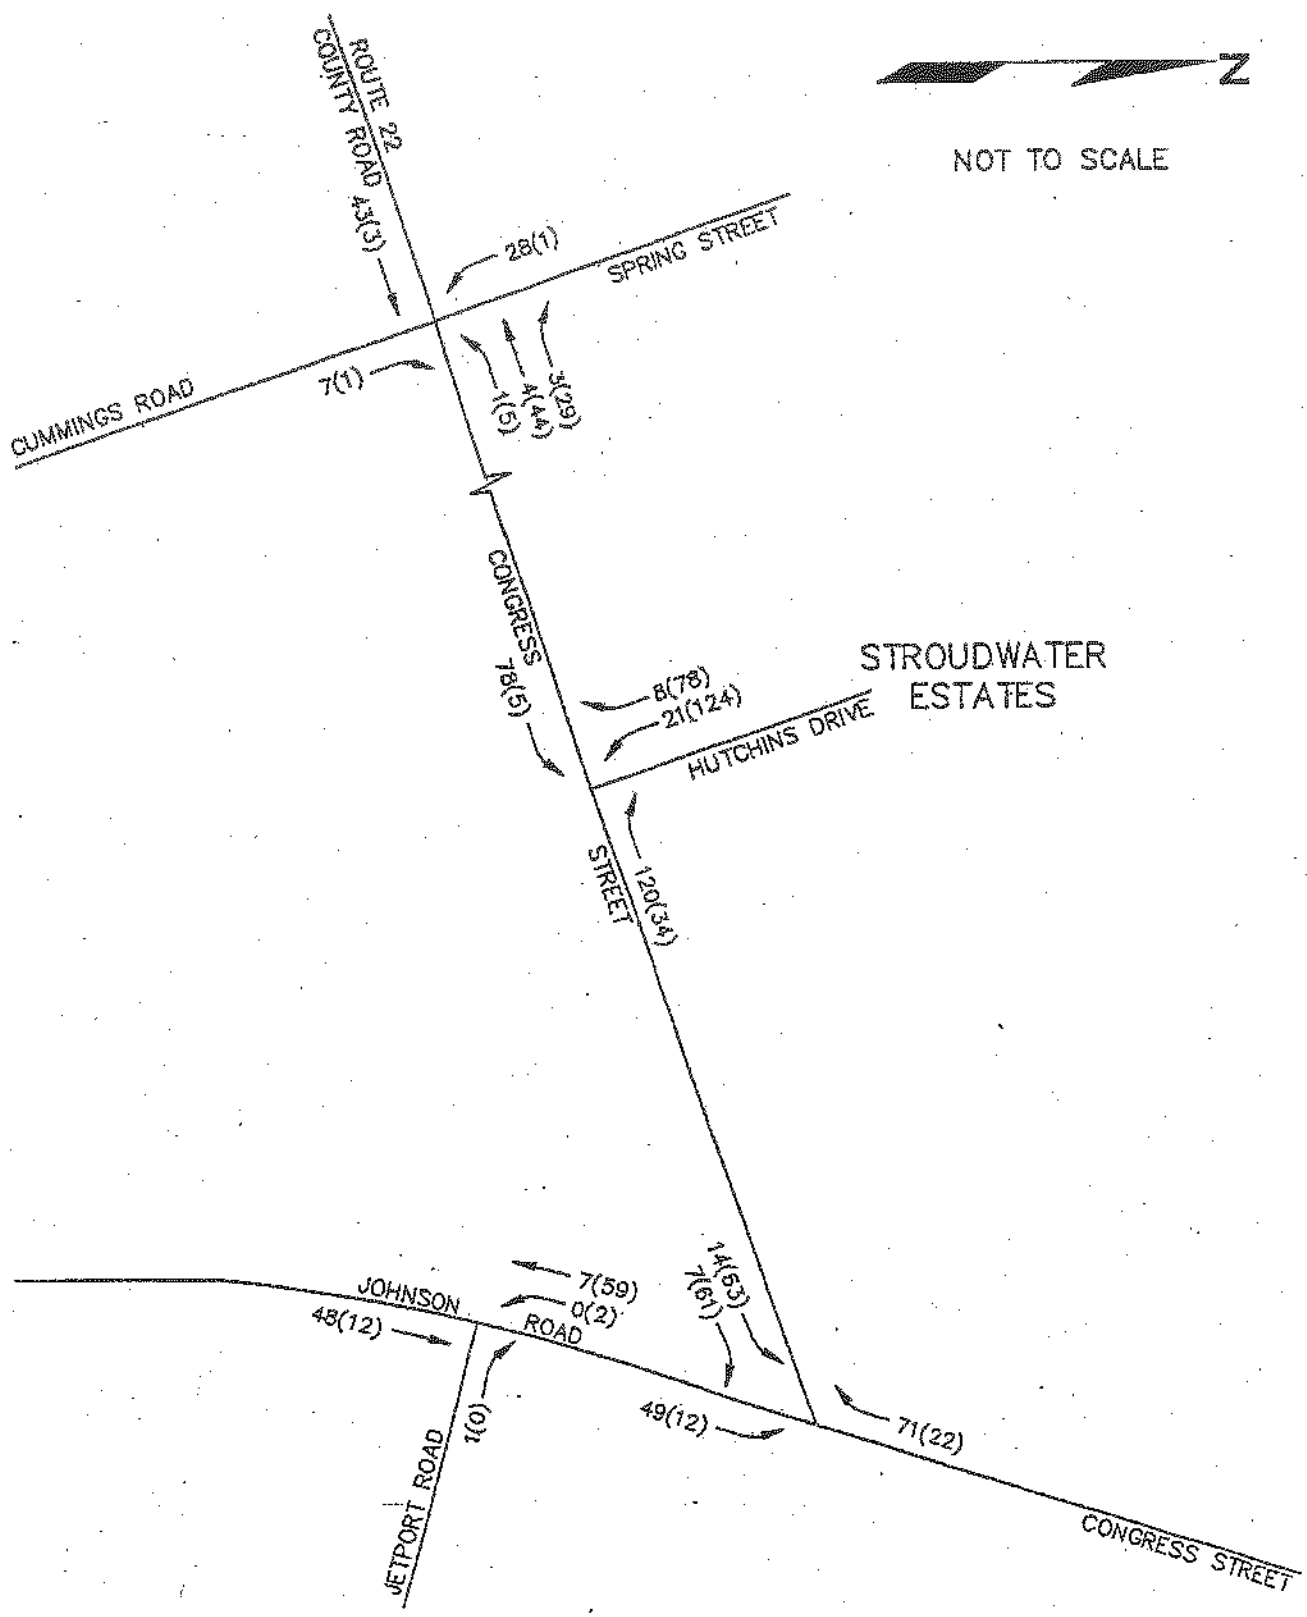 Z
NOT TO SCALE
ROUTE 22
COUNTY ROAD
43(3)
28(1)
SPRING STREET
CUMMINGS ROAD
7(1)
1(5)
4(44)
3(29)
CONGRESS
78(5)
8(78)
21(124)
STROUDWATER
ESTATES
HUTCHINS DRIVE
STREET
120(34)
14(63)
7(61)
7(59)
0(2)
JOHNSON
ROAD
48(12)
49(12)
71(22)
1(0)
JETPORT ROAD
CONGRESS STREET